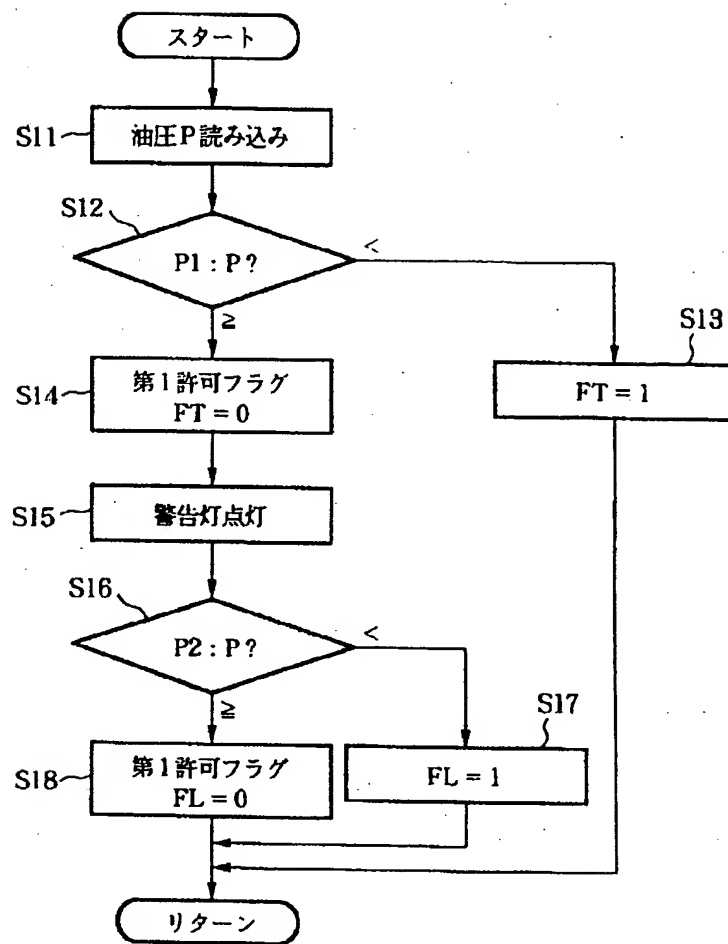 スタート
S11
油圧P読み込み
S12
P1 : P ?
<
≧
S13
FT = 1
S14
第1許可フラグ
FT = 0
S15
警告灯点灯
S16
P2 : P ?
<
≧
S17
FL = 1
S18
第1許可フラグ
FL = 0
リターン